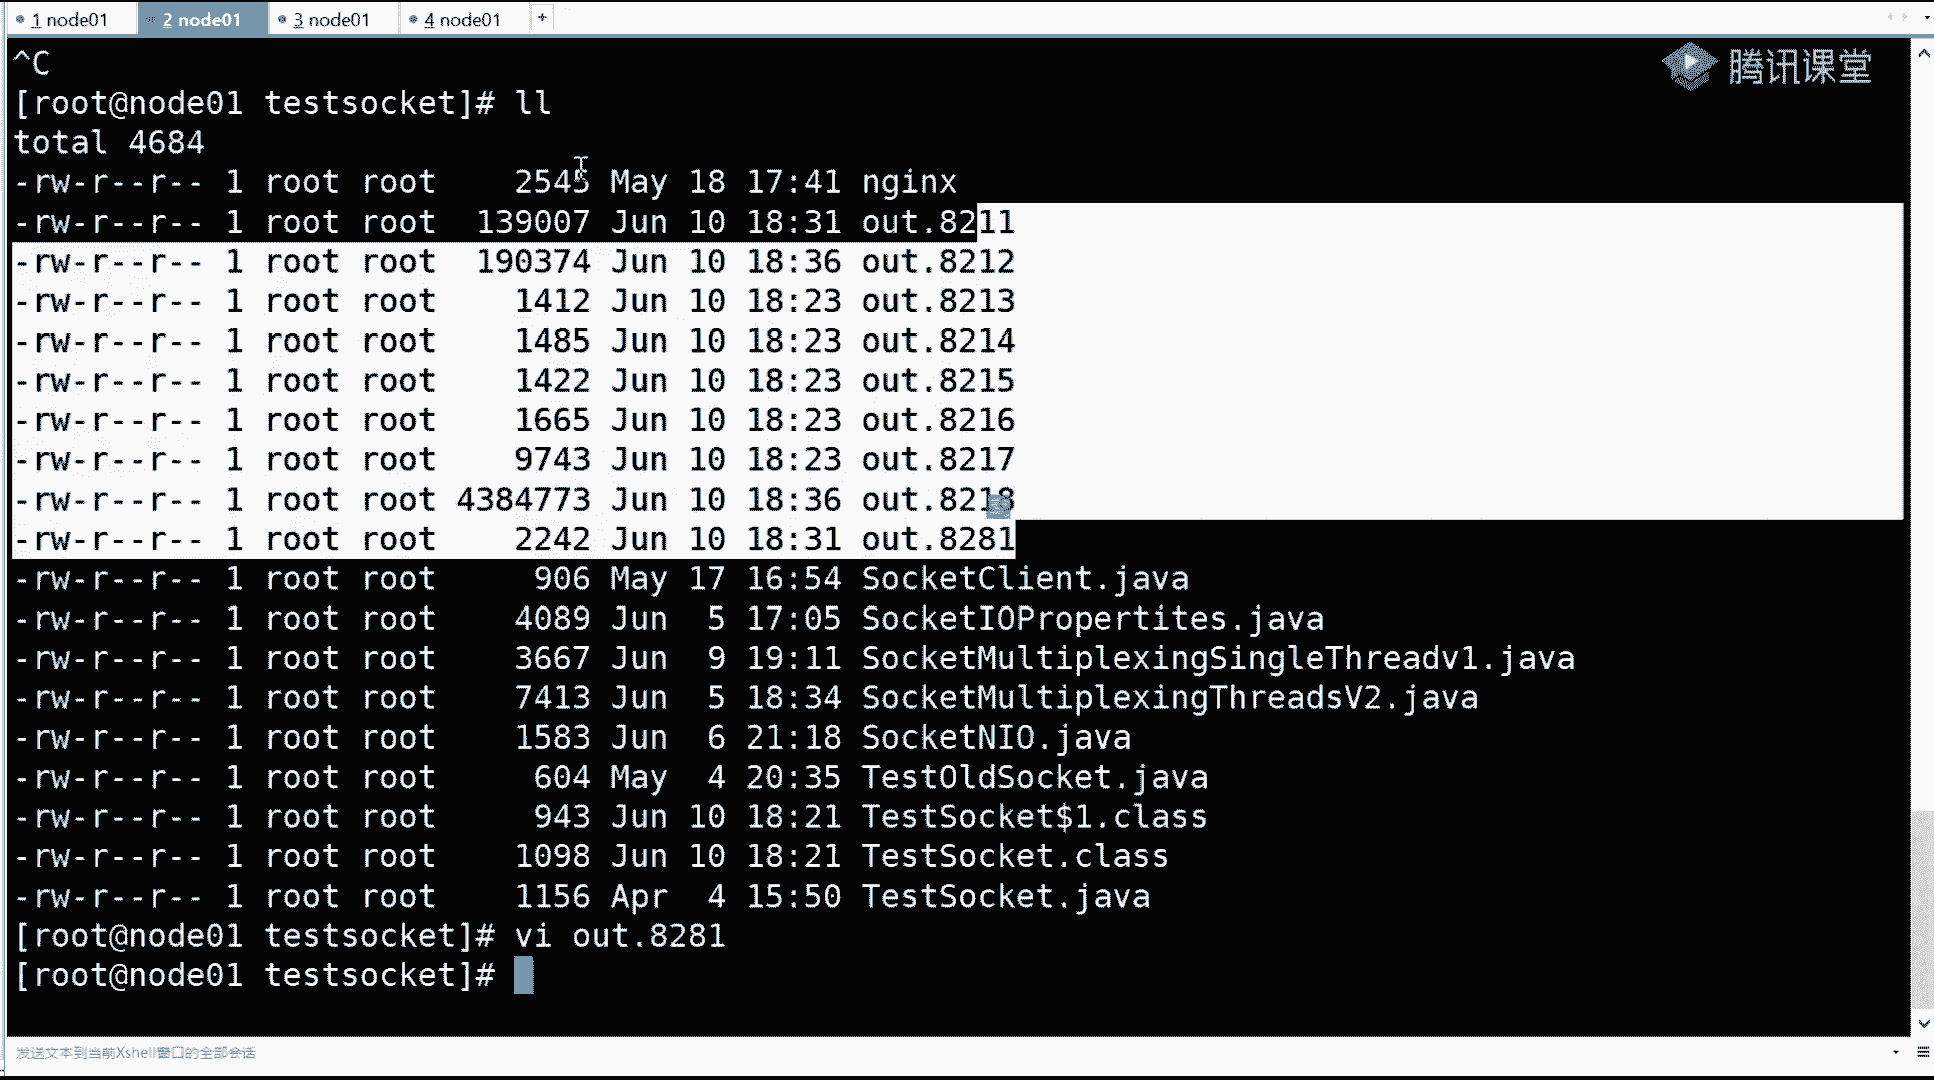 1 node01 2 node01 3 node01 4 node01 +
^C
腾讯课堂
[root@node01 testsocket]# ll
total 4684
-rw-r--r-- 1 root root    2545 May 18 17:41 nginx
-rw-r--r-- 1 root root  139007 Jun 10 18:31 out.8211
-rw-r--r-- 1 root root  190374 Jun 10 18:36 out.8212
-rw-r--r-- 1 root root    1412 Jun 10 18:23 out.8213
-rw-r--r-- 1 root root    1485 Jun 10 18:23 out.8214
-rw-r--r-- 1 root root    1422 Jun 10 18:23 out.8215
-rw-r--r-- 1 root root    1665 Jun 10 18:23 out.8216
-rw-r--r-- 1 root root    9743 Jun 10 18:23 out.8217
-rw-r--r-- 1 root root 4384773 Jun 10 18:36 out.8218
-rw-r--r-- 1 root root    2242 Jun 10 18:31 out.8281
-rw-r--r-- 1 root root     906 May 17 16:54 SocketClient.java
-rw-r--r-- 1 root root    4089 Jun  5 17:05 SocketIOPropertites.java
-rw-r--r-- 1 root root    3667 Jun  9 19:11 SocketMultiplexingSingleThreadv1.java
-rw-r--r-- 1 root root    7413 Jun  5 18:34 SocketMultiplexingThreadsV2.java
-rw-r--r-- 1 root root    1583 Jun  6 21:18 SocketNIO.java
-rw-r--r-- 1 root root     604 May  4 20:35 TestOldSocket.java
-rw-r--r-- 1 root root     943 Jun 10 18:21 TestSocket$1.class
-rw-r--r-- 1 root root    1098 Jun 10 18:21 TestSocket.class
-rw-r--r-- 1 root root    1156 Apr  4 15:50 TestSocket.java
[root@node01 testsocket]# vi out.8281
[root@node01 testsocket]#
发送文本到当前Xshell窗口的全部会话